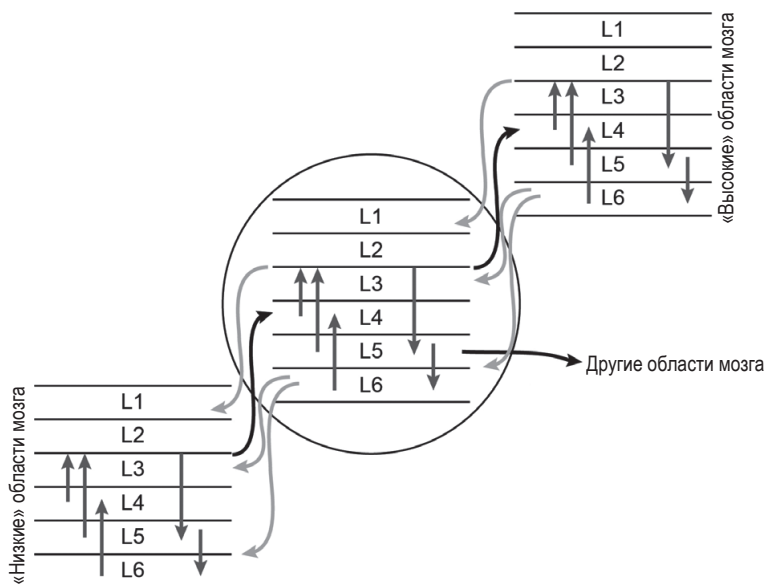 L1
L2
L3
L4
L5
L6
«Высокие» области мозга
L1
L2
L3
L4
L5
L6
Другие области мозга
«Низкие» области мозга
L1
L2
L3
L4
L5
L6